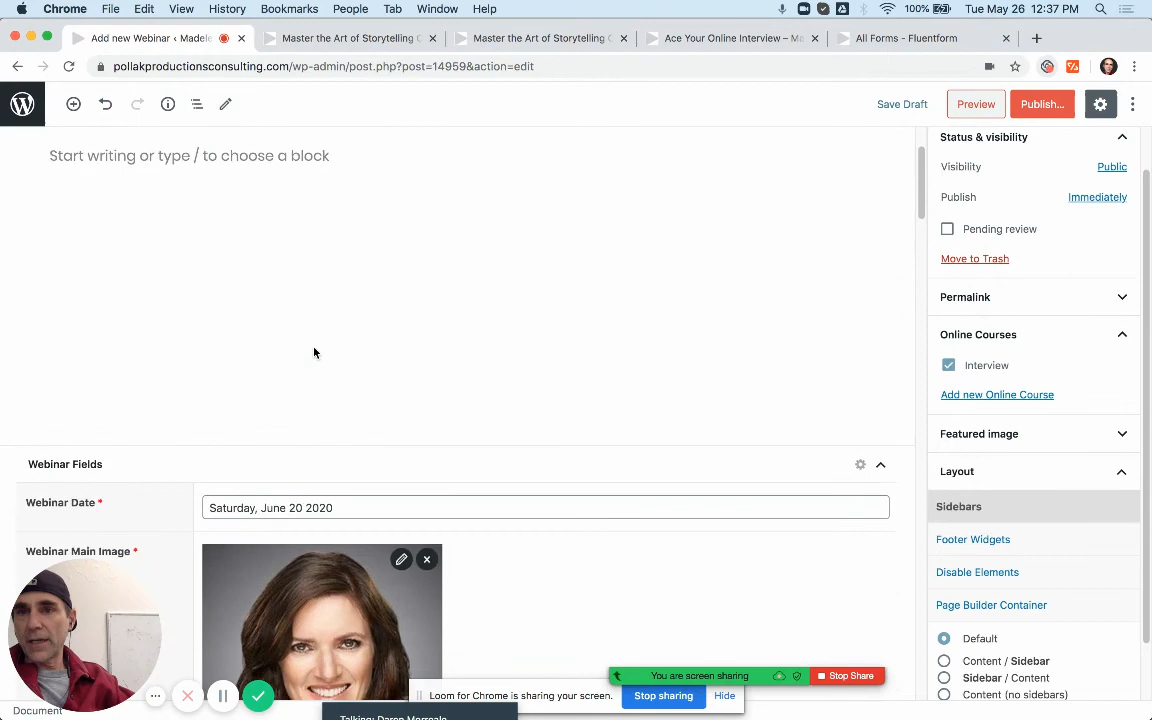 Chrome File Edit View History Bookmarks People Tab Window Help 100% Tue May 26 12:37 PM
Add new Webinar ‹ Madele Master the Art of Storytelling Master the Art of Storytelling Ace Your Online Interview – Ma All Forms - Fluentform
pollakproductionsconsulting.com/wp-admin/post.php?post=14959&action=edit
Save Draft Preview Publish...
Start writing or type / to choose a block
Status & visibility
Visibility Public
Publish Immediately
Pending review
Move to Trash
Permalink
Online Courses
Interview
Add new Online Course
Featured image
Layout
Sidebars
Footer Widgets
Disable Elements
Page Builder Container
Default
Content / Sidebar
Sidebar / Content
Content (no sidebars)
Webinar Fields
Webinar Date *
Saturday, June 20 2020
Webinar Main Image *
You are screen sharing Stop Share
Loom for Chrome is sharing your screen. Stop sharing Hide
Document
Talking: Daron